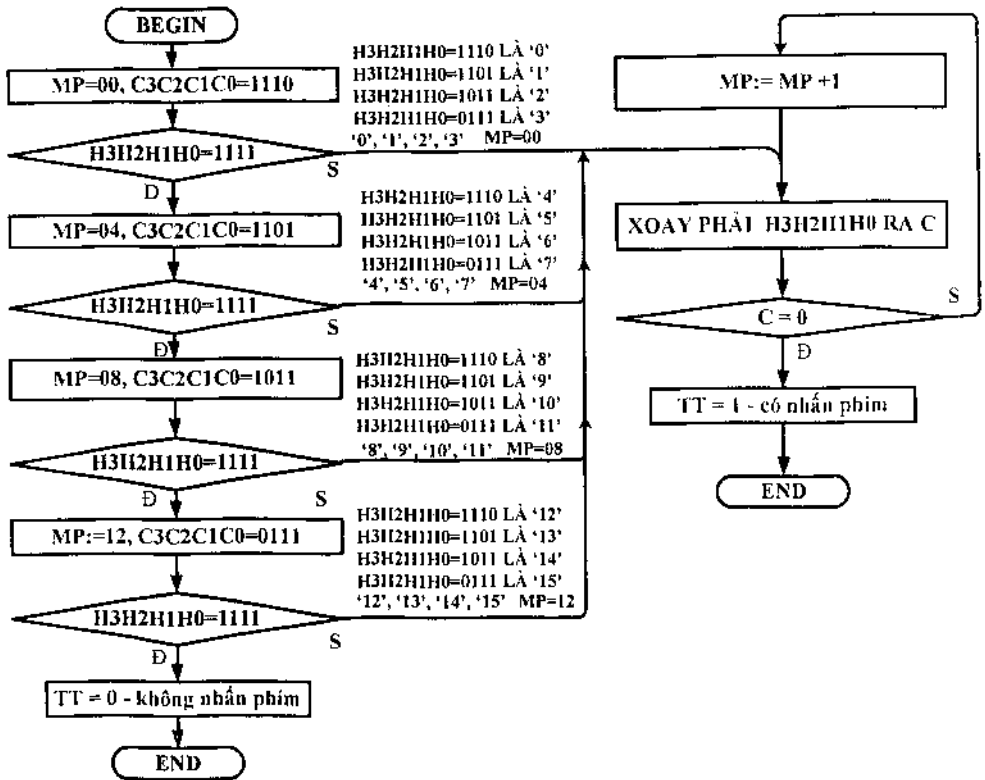 BEGIN
MP=00, C3C2C1C0=1110
H3H2H1H0=1111
S
D
H3H2H1H0=1110 LÀ ‘0’
H3H2H1H0=1101 LÀ ‘1’
H3H2H1H0=1011 LÀ ‘2’
H3H2H1H0=0111 LÀ ‘3’
‘0’, ‘1’, ‘2’, ‘3’ MP=00
MP=04, C3C2C1C0=1101
H3H2H1H0=1111
S
Đ
H3H2H1H0=1110 LÀ ‘4’
H3H2H1H0=1101 LÀ ‘5’
H3H2H1H0=1011 LÀ ‘6’
H3H2H1H0=0111 LÀ ‘7’
‘4’, ‘5’, ‘6’, ‘7’ MP=04
MP=08, C3C2C1C0=1011
H3H2H1H0=1111
S
Đ
H3H2H1H0=1110 LÀ ‘8’
H3H2H1H0=1101 LÀ ‘9’
H3H2H1H0=1011 LÀ ‘10’
H3H2H1H0=0111 LÀ ‘11’
‘8’, ‘9’, ‘10’, ‘11’ MP=08
MP:=12, C3C2C1C0=0111
H3H2H1H0=1111
S
Đ
H3H2H1H0=1110 LÀ ‘12’
H3H2H1H0=1101 LÀ ‘13’
H3H2H1H0=1011 LÀ ‘14’
H3H2H1H0=0111 LÀ ‘15’
‘12’, ‘13’, ‘14’, ‘15’ MP=12
TT = 0 - không nhấn phím
END
MP:= MP +1
XOAY PHẢI H3H2H1H0 RA C
C = 0
S
Đ
TT = 1 - có nhấn phím
END